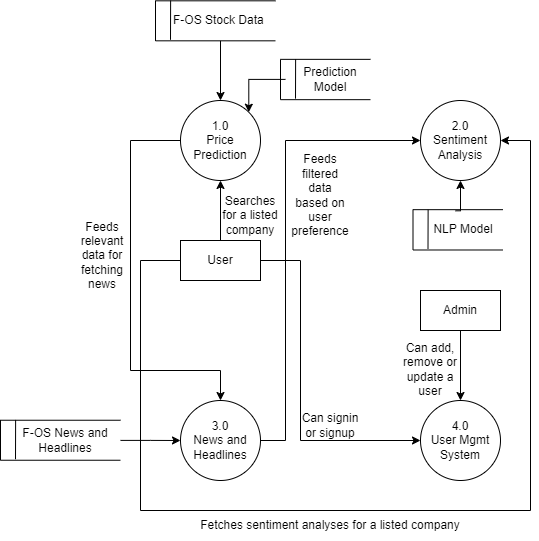 F-OS Stock Data
Prediction
Model
1.0
Price
Prediction
2.0
Sentiment
Analysis
Feeds
filtered
data
based on
user
preference
Searches
for a listed
company
NLP Model
Feeds
relevant
data for
fetching
news
User
Admin
Can add,
remove or
update a
user
3.0
News and
Headlines
Can signin
or signup
4.0
User Mgmt
System
F-OS News and
Headlines
Fetches sentiment analyses for a listed company